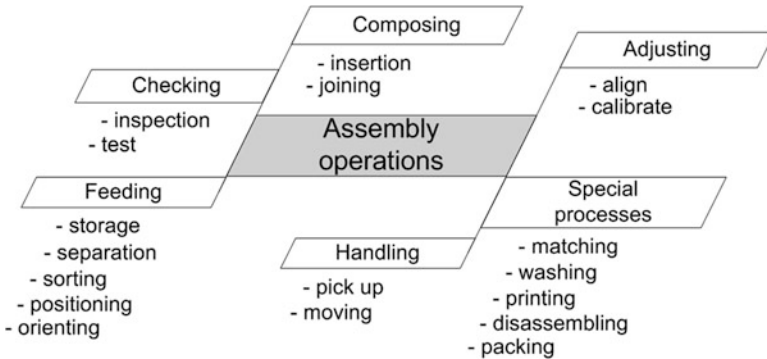 Composing
- insertion
- joining
Adjusting
- align
- calibrate
Checking
- inspection
- test
Assembly
operations
Feeding
- storage
- separation
- sorting
- positioning
- orienting
Handling
- pick up
- moving
Special
processes
- matching
- washing
- printing
- disassembling
- packing